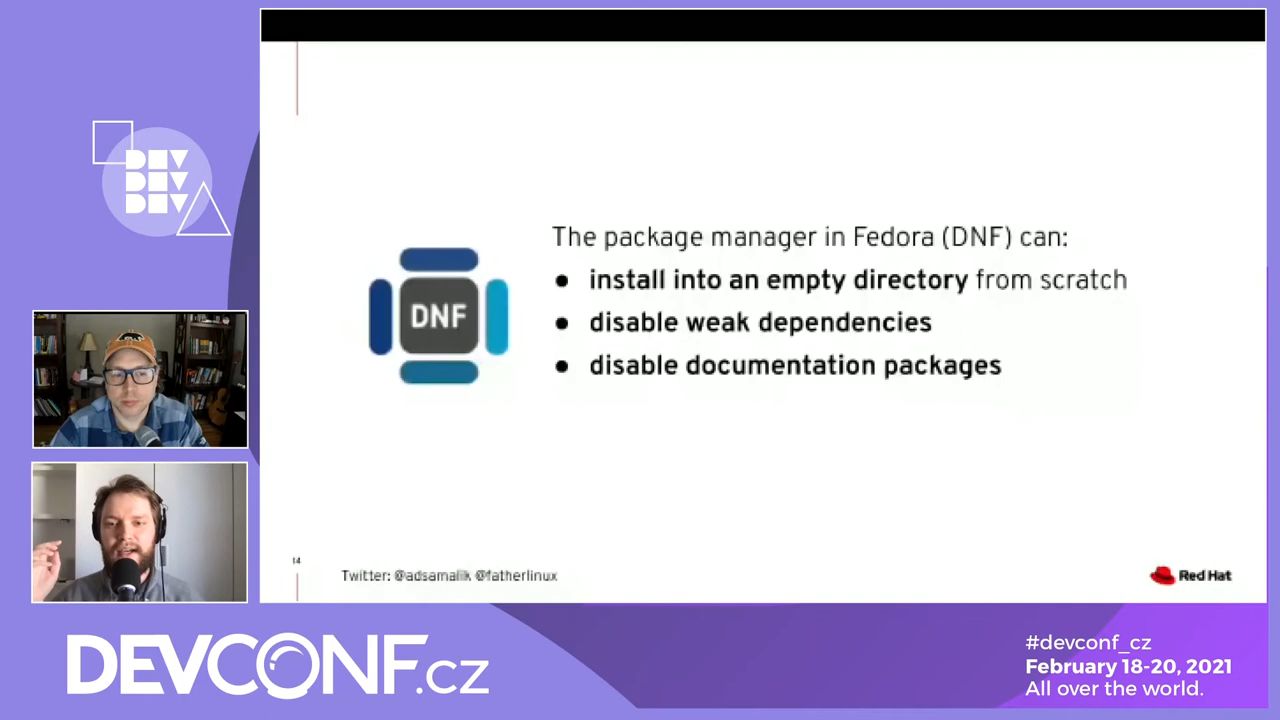 DEV
DEV
DEV
The package manager in Fedora (DNF) can:
● install into an empty directory from scratch
● disable weak dependencies
● disable documentation packages
DNF
14
Twitter: @adsamalik @fatherlinux
Red Hat
DEVCONF.cz
#devconf_cz
February 18-20, 2021
All over the world.